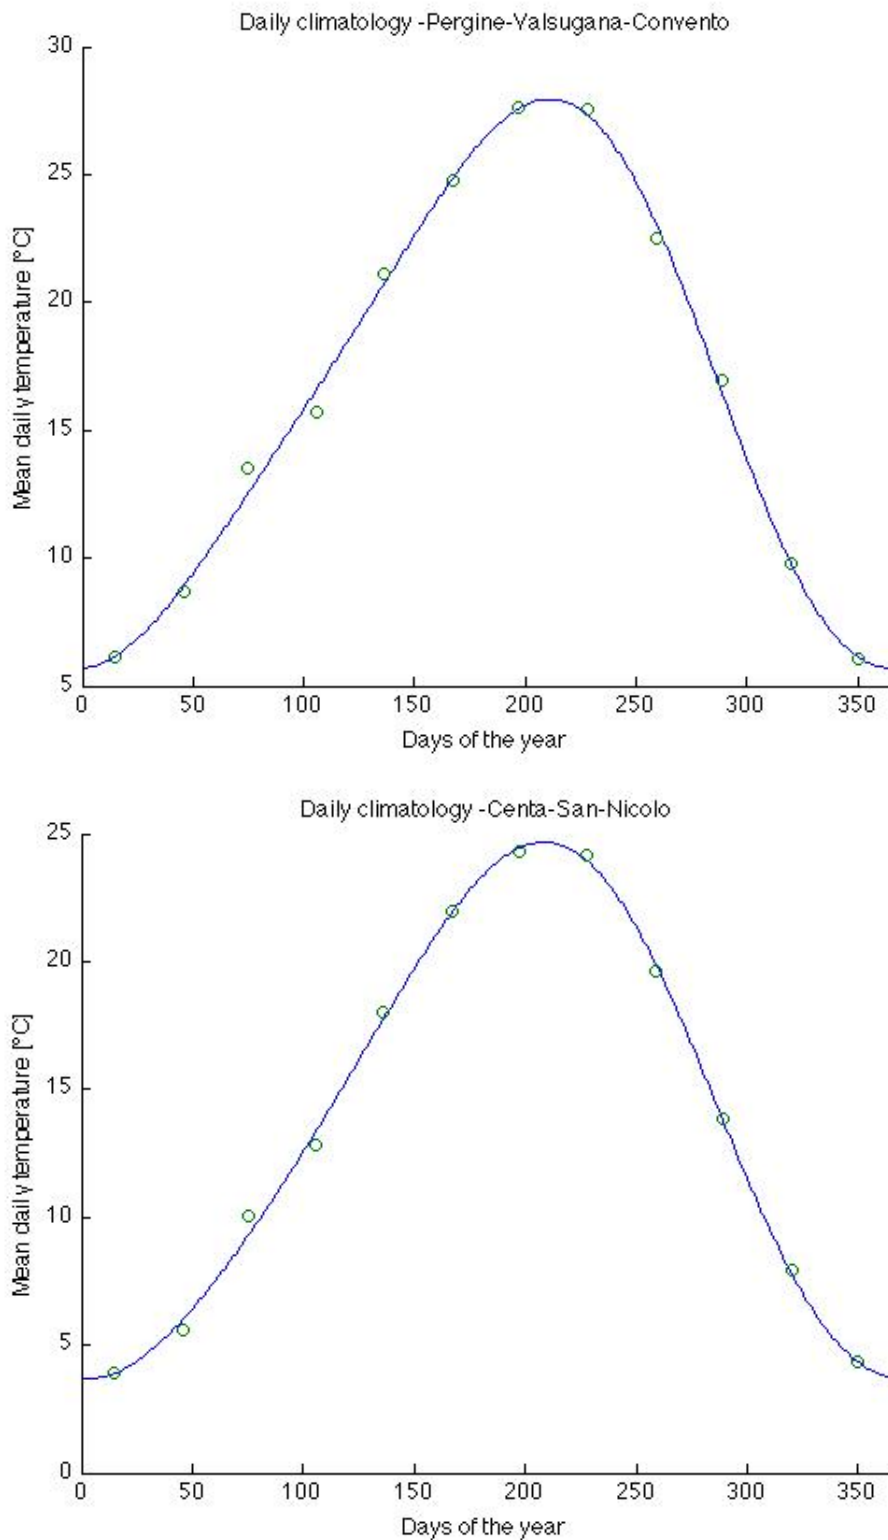 Daily climatology -Pergine-Valsugana-Convento
30
25
20
15
10
5
Mean daily temperature [°C]
0 50 100 150 200 250 300 350
Days of the year
Daily climatology -Centa-San-Nicolo
25
20
15
10
5
0
Mean daily temperature [°C]
0 50 100 150 200 250 300 350
Days of the year